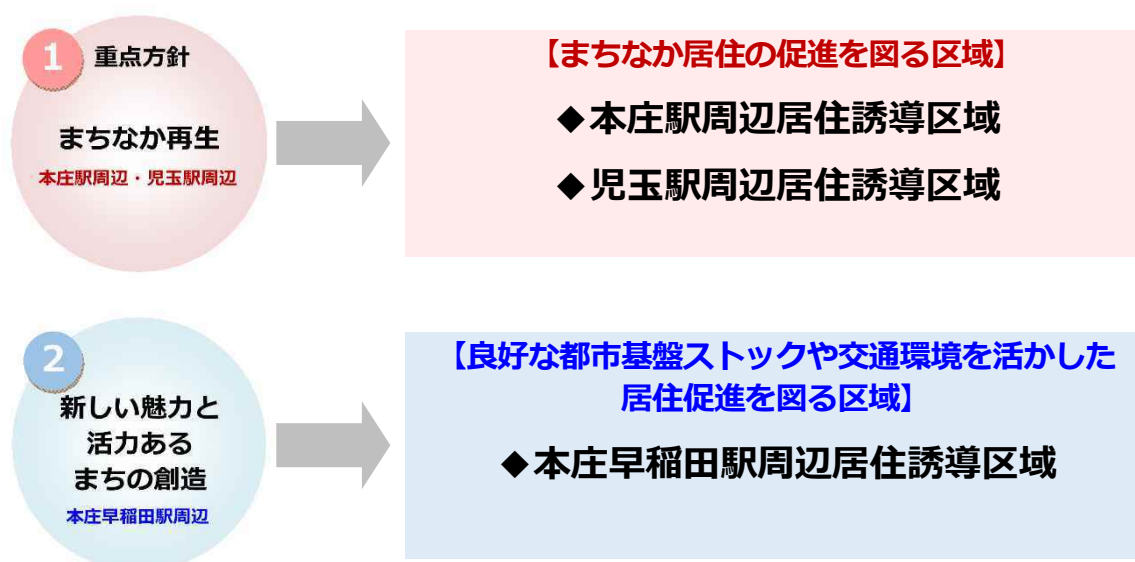 1
重点方針
まちなか再生
本庄駅周辺・児玉駅周辺
【まちなか居住の促進を図る区域】
◆本庄駅周辺居住誘導区域
◆児玉駅周辺居住誘導区域
2
新しい魅力と
活力ある
まちの創造
本庄早稲田駅周辺
【良好な都市基盤ストックや交通環境を活かした
居住促進を図る区域】
◆本庄早稲田駅周辺居住誘導区域